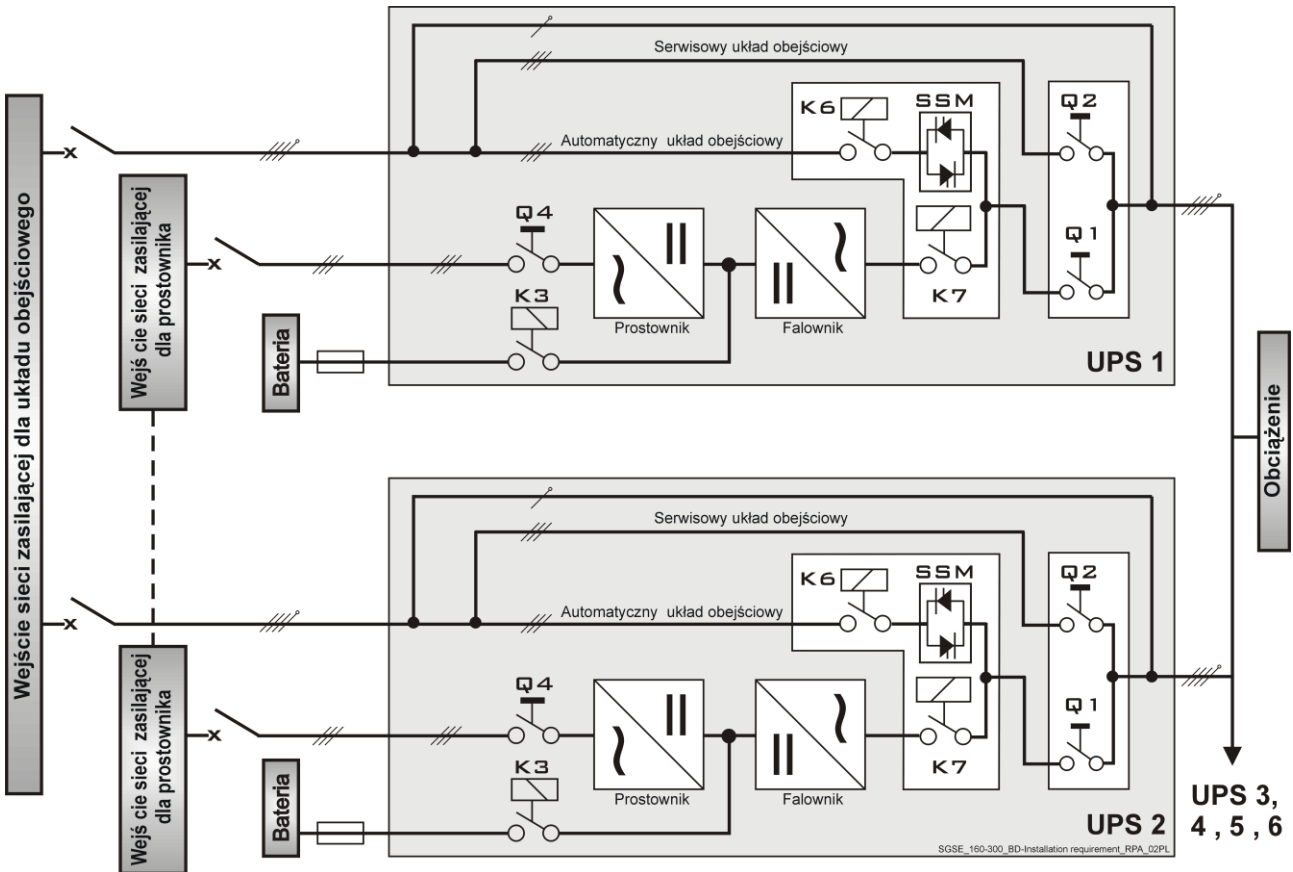 Wejście sieci zasilającej dla układu obejściowego
Wejś cie sieci zasilającej
dla prostownika
Bateria
Serwisowy układ obejściowy
K6
SSM
Q2
Automatyczny układ obejściowy
Q4
Q1
K3
K7
Prostownik
Falownik
UPS 1
Obciążenie
Wejś cie sieci zasilającej
dla prostownika
Bateria
Serwisowy układ obejściowy
K6
SSM
Q2
Automatyczny układ obejściowy
Q4
Q1
K3
K7
Prostownik
Falownik
UPS 2
SGSE_160-300_BD-Installation requirement_RPA_02PL
UPS 3,
4 , 5 , 6